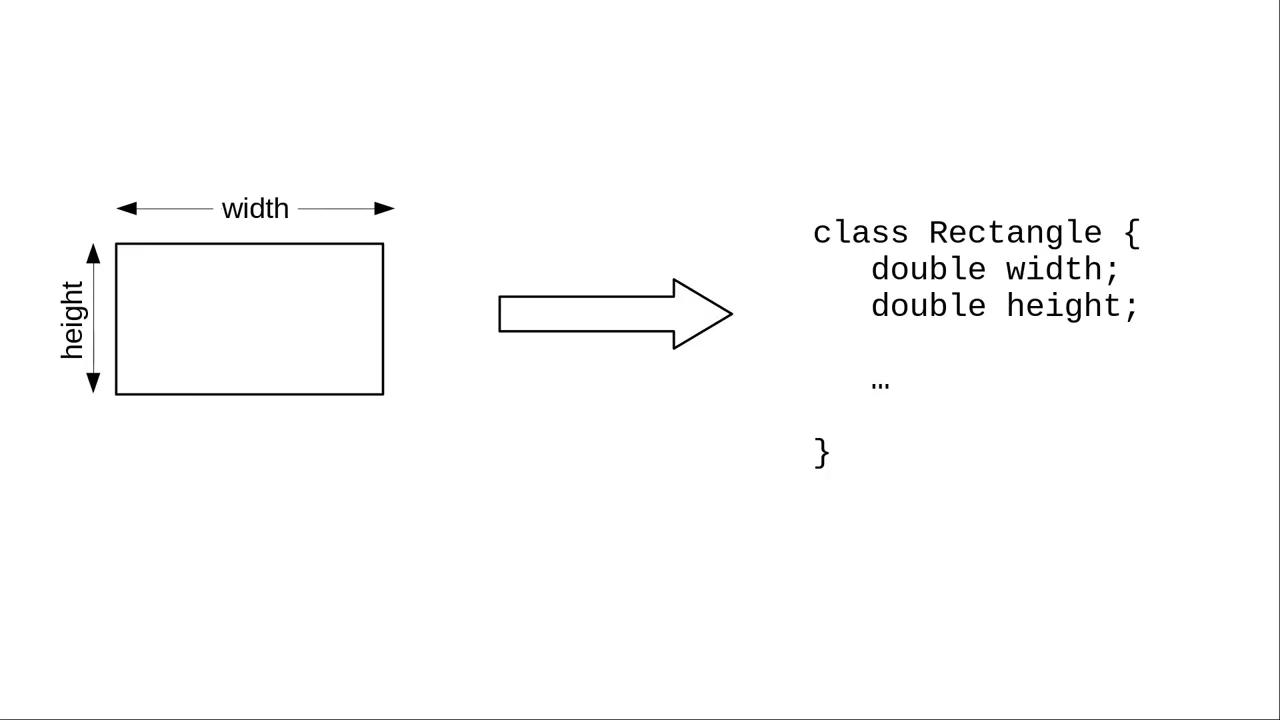 width
height
class Rectangle {
   double width;
   double height;

   …

}